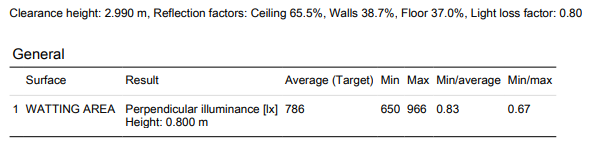 Clearance height: 2.990 m, Reflection factors: Ceiling 65.5%, Walls 38.7%, Floor 37.0%, Light loss factor: 0.80
General
Surface Result Average (Target) Min Max Min/average Min/max
1 WATTING AREA Perpendicular illuminance [lx] 786 650 966 0.83 0.67
Height: 0.800 m